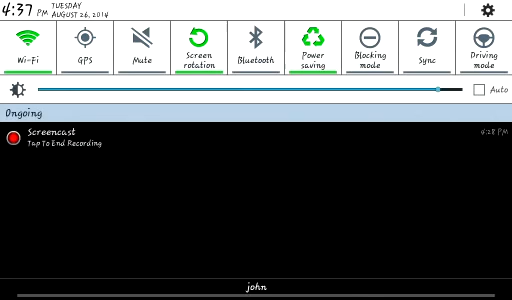 4:37 PM TUESDAY
AUGUST 26, 2014
Wi-Fi
GPS
Mute
Screen
rotation
Bluetooth
Power
saving
Blocking
mode
Sync
Driving
mode
Auto
Ongoing
Screencast
4:28 PM
Tap To End Recording
john